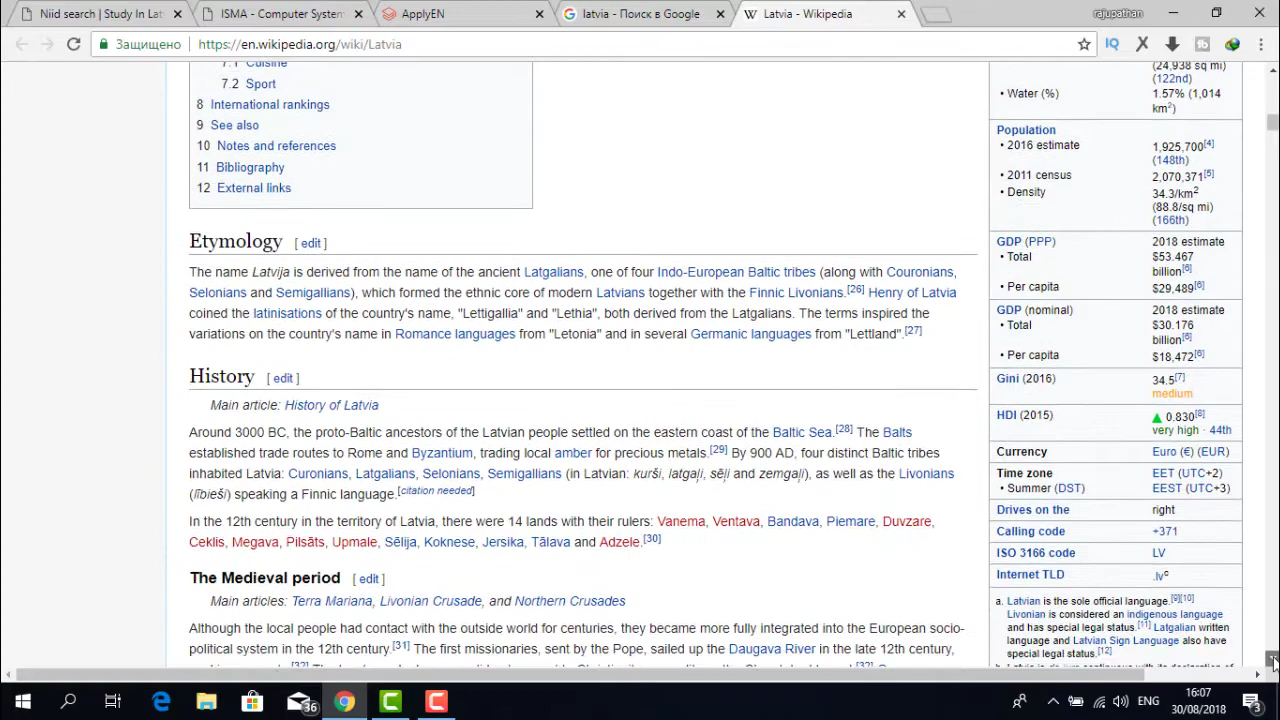 Niid search | Study In Lat
ISMA - Computer System
ApplyEN
latvia - Поиск в Google
Latvia - Wikipedia
rajupathan
Защищено
https://en.wikipedia.org/wiki/Latvia
7.1 Cuisine
7.2 Sport
8 International rankings
9 See also
10 Notes and references
11 Bibliography
12 External links
Etymology [ edit ]
The name Latvija is derived from the name of the ancient Latgalians, one of four Indo-European Baltic tribes (along with Couronians,
Selonians and Semigallians), which formed the ethnic core of modern Latvians together with the Finnic Livonians.[26] Henry of Latvia
coined the latinisations of the country's name, "Lettigallia" and "Lethia", both derived from the Latgalians. The terms inspired the
variations on the country's name in Romance languages from "Letonia" and in several Germanic languages from "Lettland".[27]
History [ edit ]
Main article: History of Latvia
Around 3000 BC, the proto-Baltic ancestors of the Latvian people settled on the eastern coast of the Baltic Sea.[28] The Balts
established trade routes to Rome and Byzantium, trading local amber for precious metals.[29] By 900 AD, four distinct Baltic tribes
inhabited Latvia: Curonians, Latgalians, Selonians, Semigallians (in Latvian: kurši, latgaļi, sēļi and zemgaļi), as well as the Livonians
(lībieši) speaking a Finnic language.[citation needed]
In the 12th century in the territory of Latvia, there were 14 lands with their rulers: Vanema, Ventava, Bandava, Piemare, Duvzare,
Ceklis, Megava, Pilsāts, Upmale, Sēlija, Koknese, Jersika, Tālava and Adzele.[30]
The Medieval period [ edit ]
Main articles: Terra Mariana, Livonian Crusade, and Northern Crusades
Although the local people had contact with the outside world for centuries, they became more fully integrated into the European socio-
political system in the 12th century.[31] The first missionaries, sent by the Pope, sailed up the Daugava River in the late 12th century,
(24,938 sq mi)
(122nd)
• Water (%) 1.57% (1,014
km2)
Population
• 2016 estimate 1,925,700[4]
(148th)
• 2011 census 2,070,371[5]
• Density 34.3/km2
(88.8/sq mi)
(166th)
GDP (PPP) 2018 estimate
• Total $53.467
billion[6]
• Per capita $29,489[6]
GDP (nominal) 2018 estimate
• Total $30.176
billion[6]
• Per capita $18,472[6]
Gini (2016) 34.5[7]
medium
HDI (2015) ▲ 0.830[8]
very high · 44th
Currency Euro (€) (EUR)
Time zone EET (UTC+2)
• Summer (DST) EEST (UTC+3)
Drives on the right
Calling code +371
ISO 3166 code LV
Internet TLD .lvc
a. Latvian is the sole official language.[9][10]
Livonian is considered an indigenous language
and has special legal status.[11] Latgalian written
language and Latvian Sign Language also have
special legal status.[12]
36
ENG
16:07
30/08/2018
3